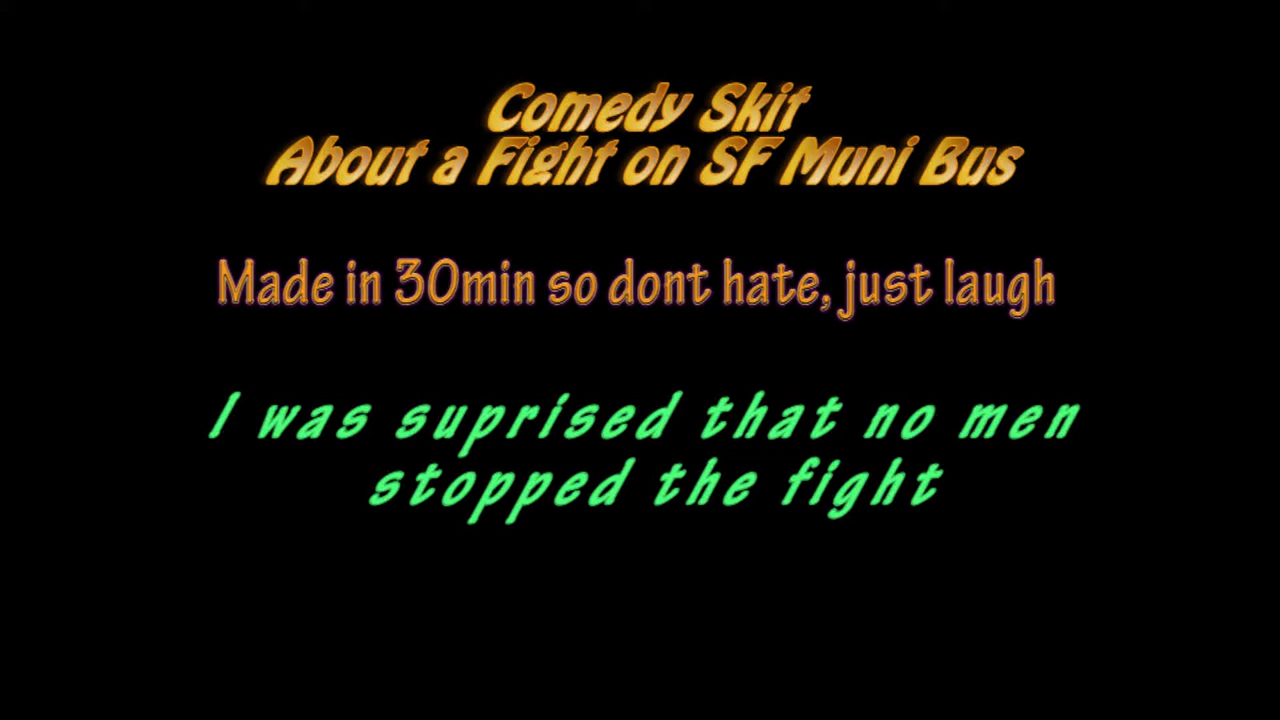 Comedy Skit
About a Fight on SF Muni Bus
Made in 30min so dont hate, just laugh
I was suprised that no men
stopped the fight